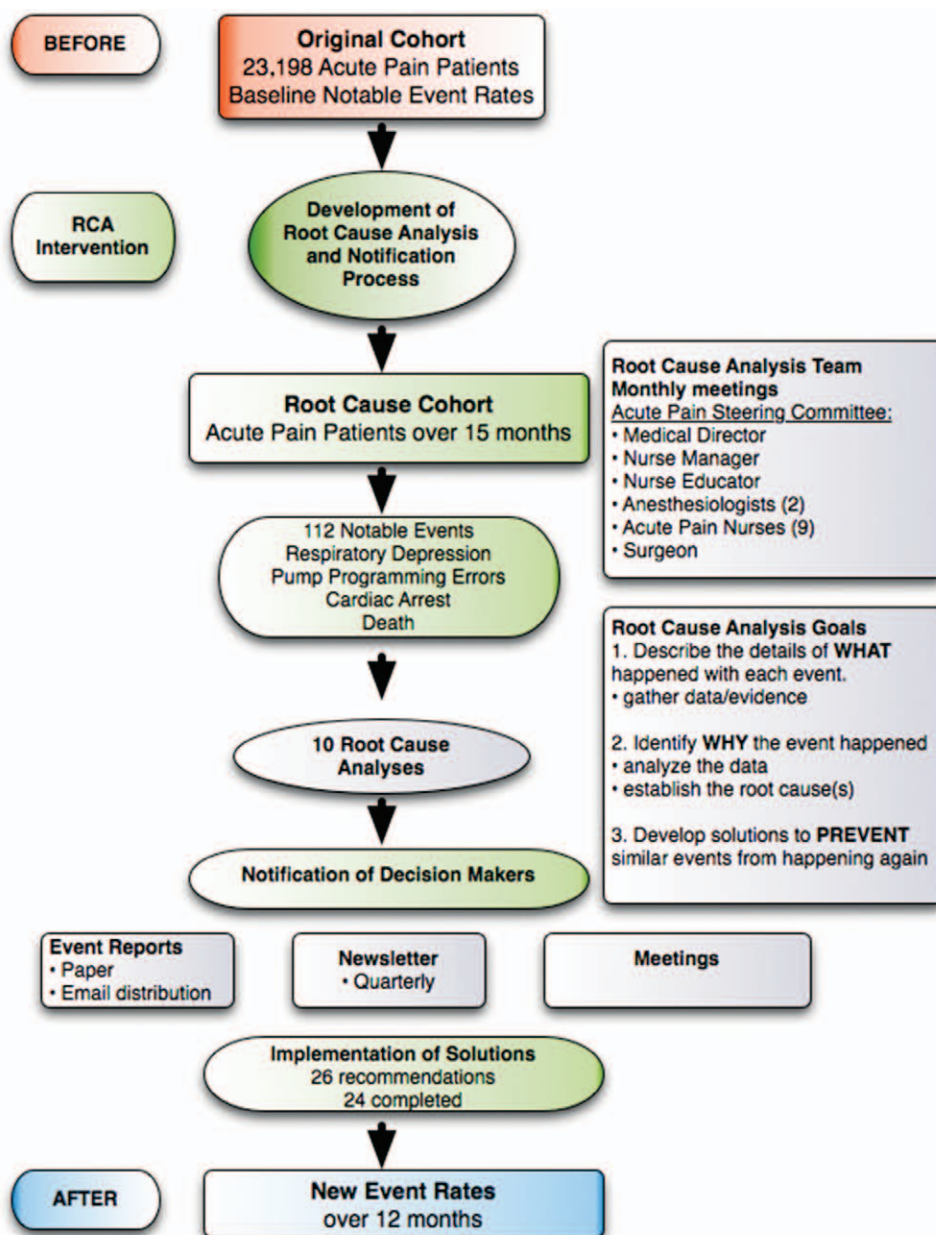 BEFORE
Original Cohort
23,198 Acute Pain Patients
Baseline Notable Event Rates
RCA
Intervention
Development of
Root Cause Analysis
and Notification
Process
Root Cause Cohort
Acute Pain Patients over 15 months
Root Cause Analysis Team
Monthly meetings
Acute Pain Steering Committee:
• Medical Director
• Nurse Manager
• Nurse Educator
• Anesthesiologists (2)
• Acute Pain Nurses (9)
• Surgeon
112 Notable Events
Respiratory Depression
Pump Programming Errors
Cardiac Arrest
Death
Root Cause Analysis Goals
1. Describe the details of WHAT
happened with each event.
• gather data/evidence
2. Identify WHY the event happened
• analyze the data
• establish the root cause(s)
3. Develop solutions to PREVENT
similar events from happening again
10 Root Cause
Analyses
Notification of Decision Makers
Event Reports
• Paper
• Email distribution
Newsletter
• Quarterly
Meetings
Implementation of Solutions
26 recommendations
24 completed
AFTER
New Event Rates
over 12 months